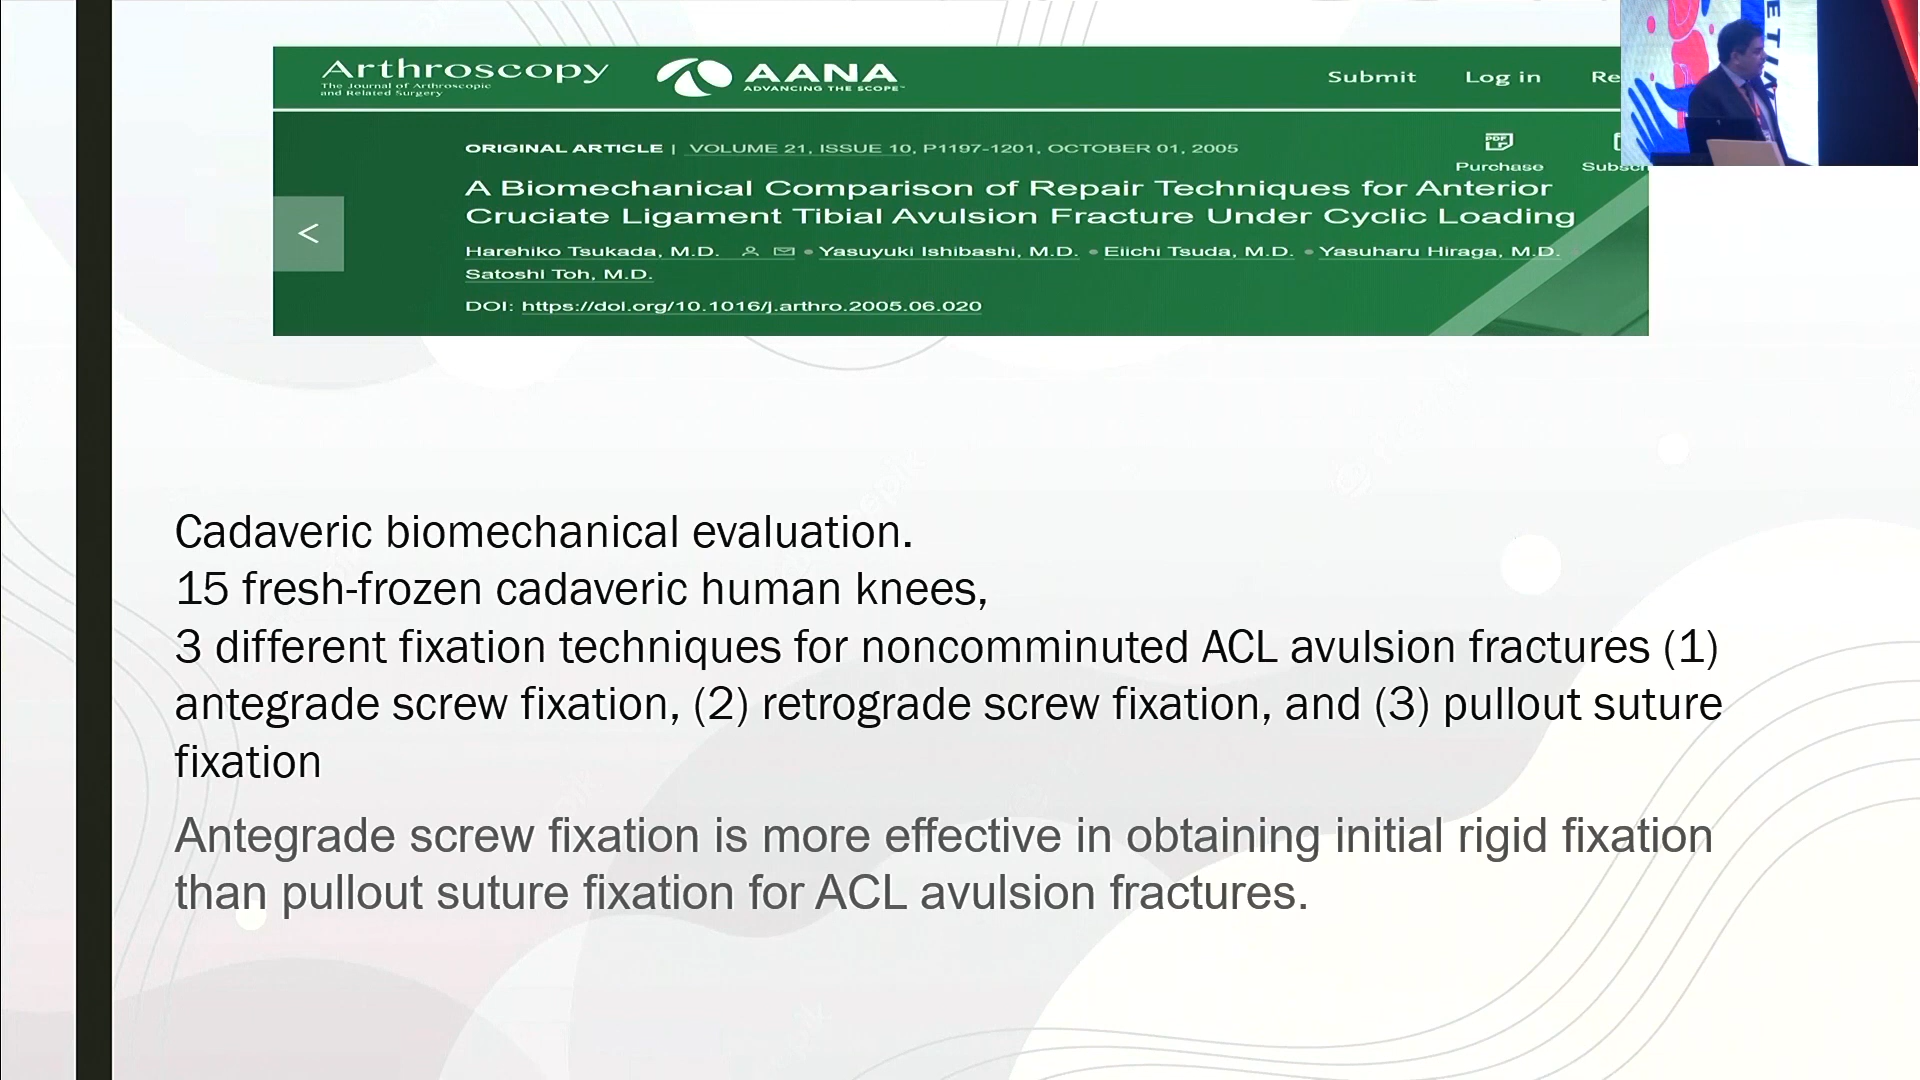 Arthroscopy
The Journal of Arthroscopic
and Related Surgery
AANA
ADVANCING THE SCOPE
Submit Log in Re
ORIGINAL ARTICLE | VOLUME 21, ISSUE 10, P1197-1201, OCTOBER 01, 2005
PDF
Purchase Subscr
A Biomechanical Comparison of Repair Techniques for Anterior
Cruciate Ligament Tibial Avulsion Fracture Under Cyclic Loading
<
Harehiko Tsukada, M.D. • Yasuyuki Ishibashi, M.D. • Eiichi Tsuda, M.D. • Yasuharu Hiraga, M.D.
Satoshi Toh, M.D.
DOI: https://doi.org/10.1016/j.arthro.2005.06.020
Cadaveric biomechanical evaluation.
15 fresh-frozen cadaveric human knees,
3 different fixation techniques for noncomminuted ACL avulsion fractures (1)
antegrade screw fixation, (2) retrograde screw fixation, and (3) pullout suture
fixation
Antegrade screw fixation is more effective in obtaining initial rigid fixation
than pullout suture fixation for ACL avulsion fractures.